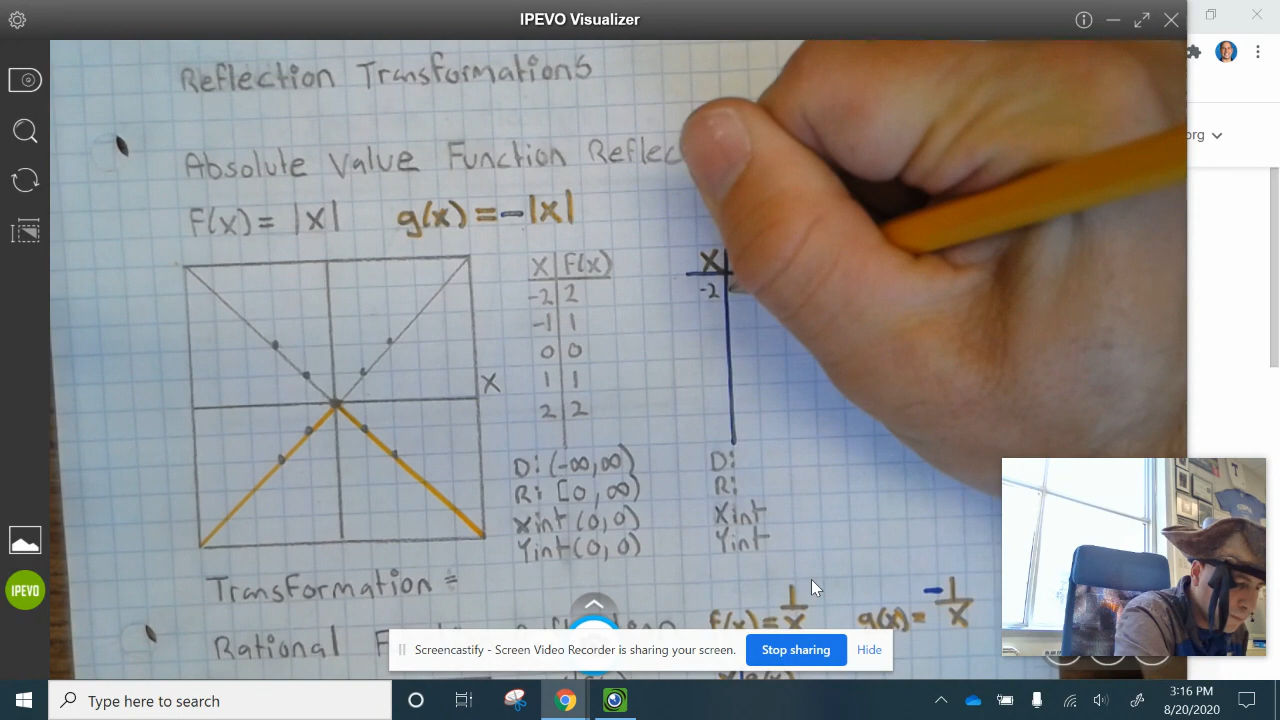 IPEVO Visualizer
Reflection Transformations
Absolute Value Function Reflec
F(x) = |x| g(x) = -|x|
X F(x)
-2 2
-1 1
0 0
1 1
2 2
X
-2
X
D: (-∞,∞)
R: [0,∞)
Xint (0,0)
Yint (0,0)
D:
R:
Xint
Yint
Transformation =
Rational
f(x) = 1/x g(x) = -1/x
org
IPEVO
Screencastify - Screen Video Recorder is sharing your screen.
Stop sharing
Hide
Type here to search
3:16 PM
8/20/2020